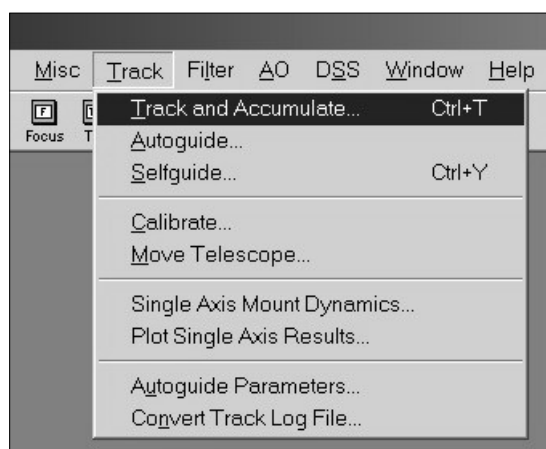 Misc Track Filter AO DSS Window Help
Focus
Track and Accumulate... Ctrl+T
Autoguide...
Selfguide... Ctrl+Y
Calibrate...
Move Telescope...
Single Axis Mount Dynamics...
Plot Single Axis Results...
Autoguide Parameters...
Convert Track Log File...